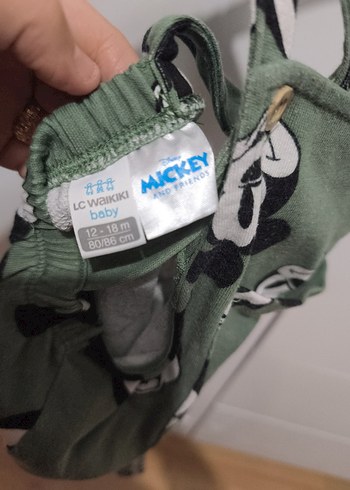 LC WAIKIKI
baby
12 - 18 m
80/86 cm
Disney
MICKEY
AND FRIENDS